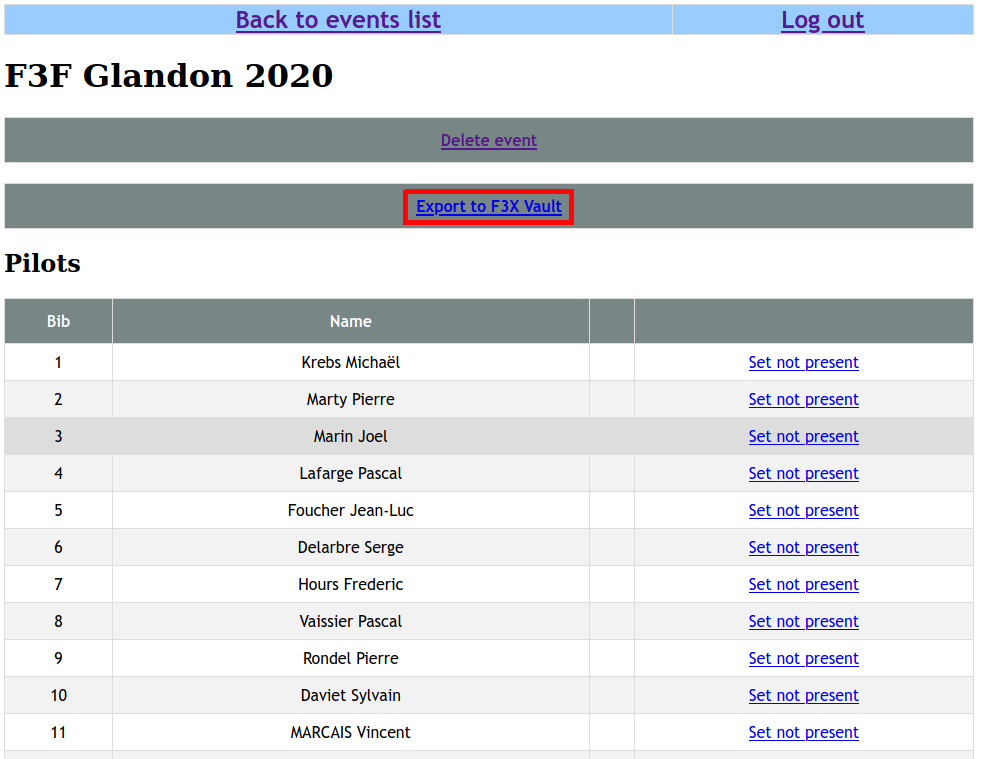 Back to events list Log out
F3F Glandon 2020
Delete event
Export to F3X Vault
Pilots
Bib Name
1 Krebs Michaël Set not present
2 Marty Pierre Set not present
3 Marin Joel Set not present
4 Lafarge Pascal Set not present
5 Foucher Jean-Luc Set not present
6 Delarbre Serge Set not present
7 Hours Frederic Set not present
8 Vaissier Pascal Set not present
9 Rondel Pierre Set not present
10 Daviet Sylvain Set not present
11 MARCAIS Vincent Set not present